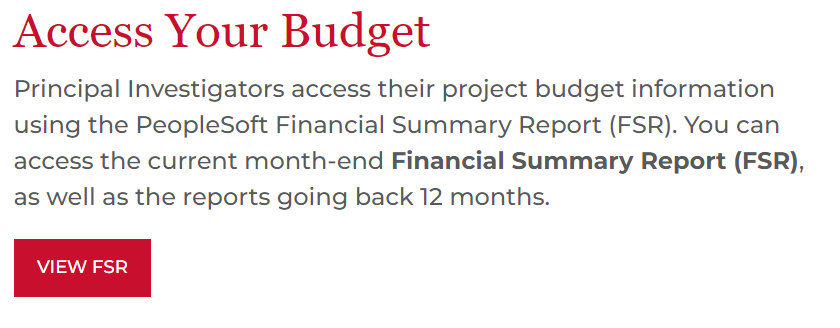 Access Your Budget
Principal Investigators access their project budget information
using the PeopleSoft Financial Summary Report (FSR). You can
access the current month-end Financial Summary Report (FSR),
as well as the reports going back 12 months.
VIEW FSR